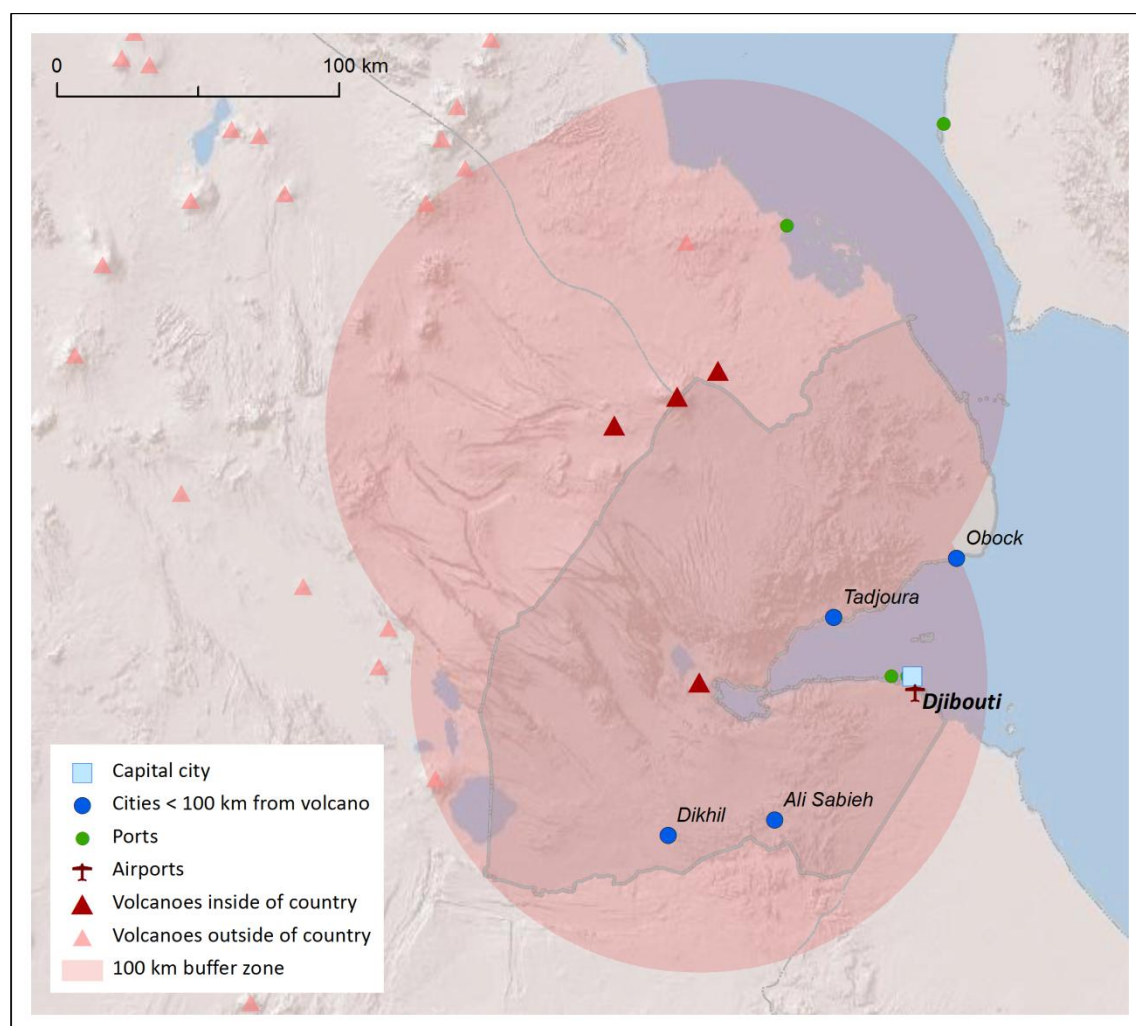 0 100 km
Obock
Tadjoura
Djibouti
Ali Sabieh
Dikhil
Capital city
Cities < 100 km from volcano
Ports
Airports
Volcanoes inside of country
Volcanoes outside of country
100 km buffer zone